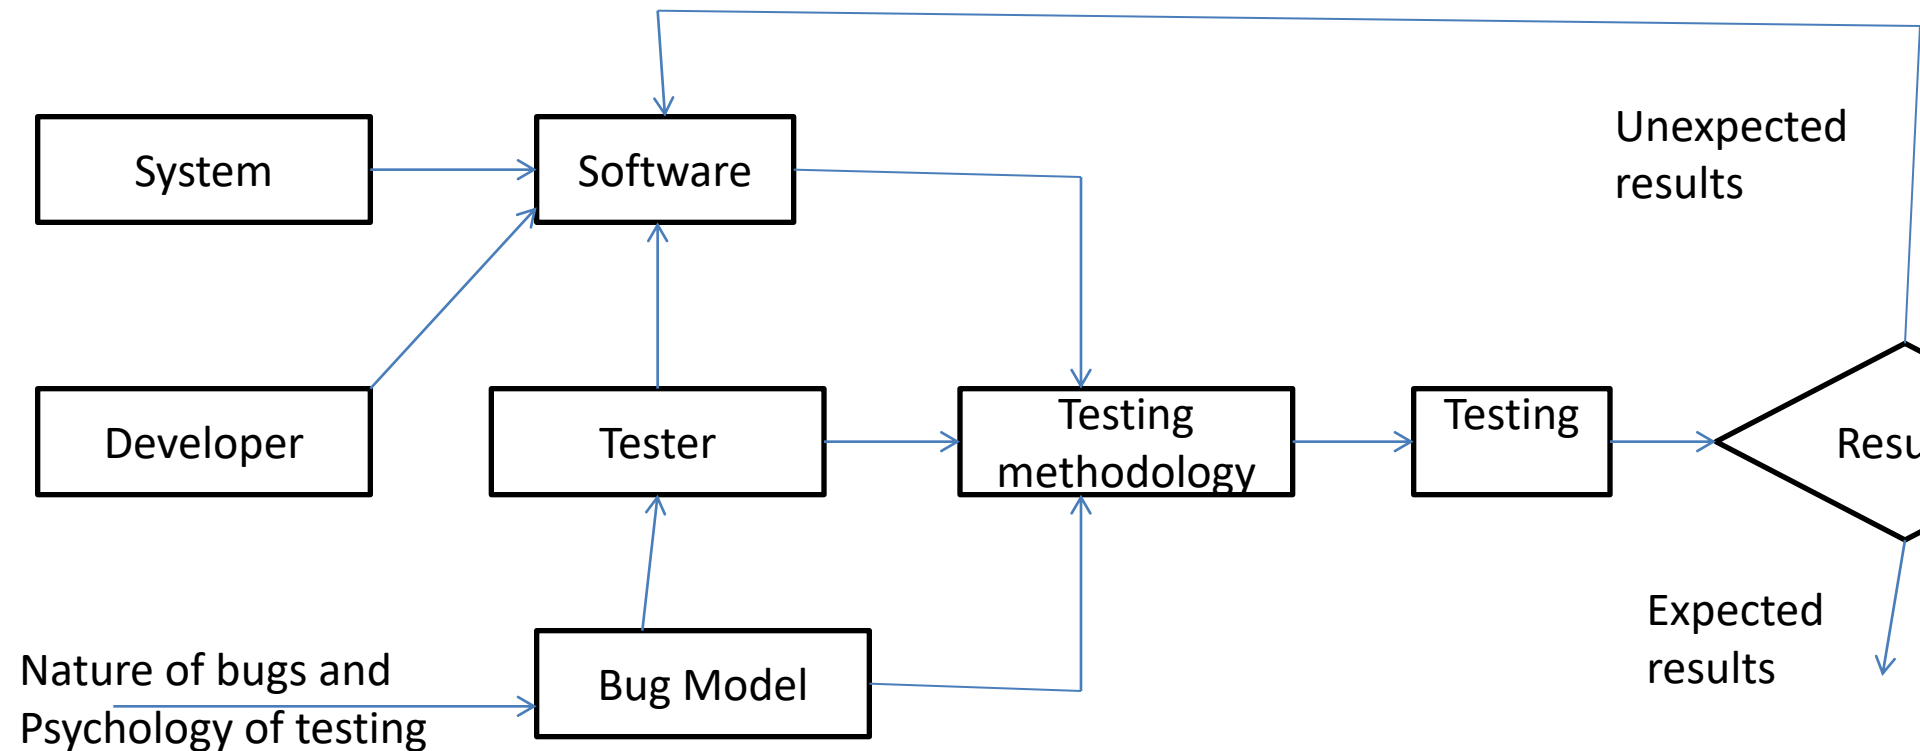 Unexpected
results
System
Software
Developer
Tester
Testing
methodology
Testing
Expected
results
Nature of bugs and
Psychology of testing
Bug Model